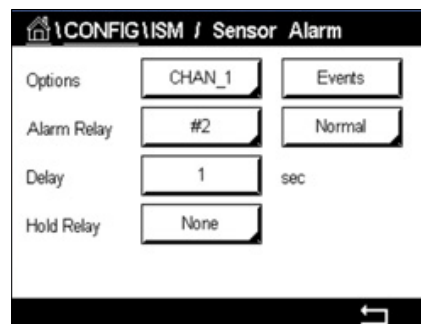 \CONFIG\ISM / Sensor Alarm
Options CHAN_1 Events
Alarm Relay #2 Normal
Delay 1 sec
Hold Relay None